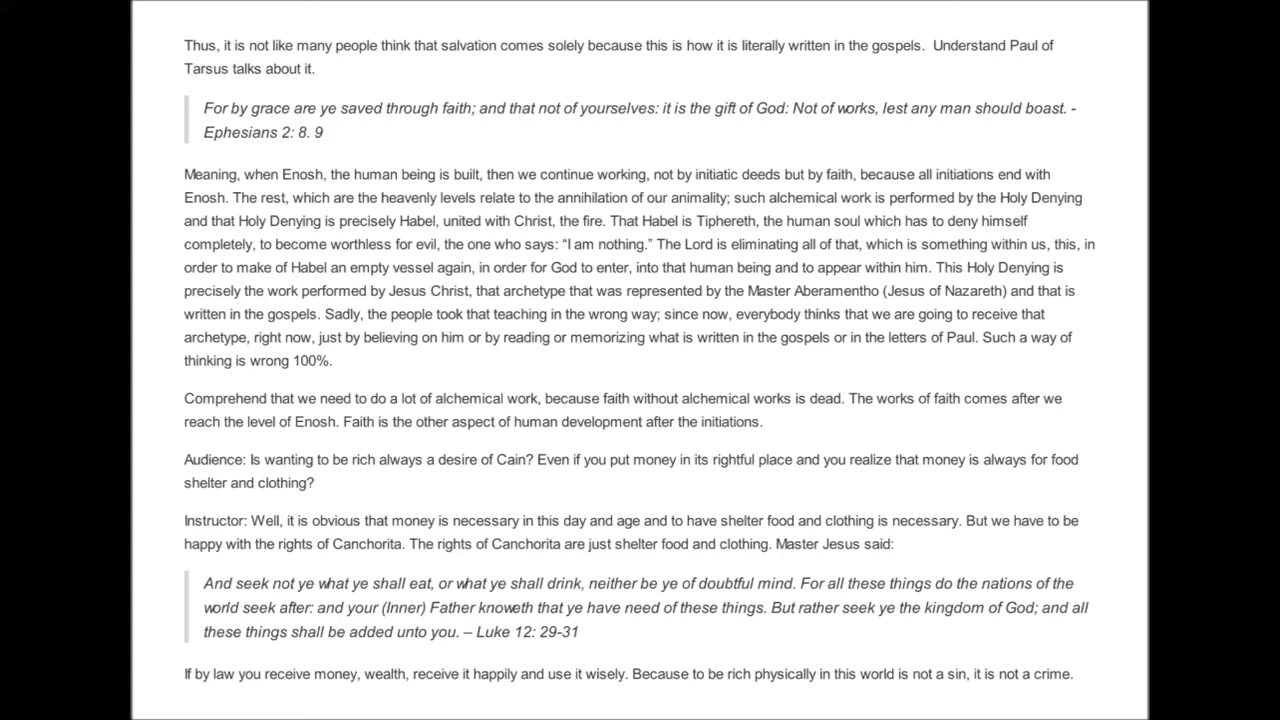 Thus, it is not like many people think that salvation comes solely because this is how it is literally written in the gospels.  Understand Paul of
Tarsus talks about it.
For by grace are ye saved through faith; and that not of yourselves: it is the gift of God: Not of works, lest any man should boast. -
Ephesians 2: 8. 9
Meaning, when Enosh, the human being is built, then we continue working, not by initiatic deeds but by faith, because all initiations end with
Enosh. The rest, which are the heavenly levels relate to the annihilation of our animality; such alchemical work is performed by the Holy Denying
and that Holy Denying is precisely Habel, united with Christ, the fire. That Habel is Tiphereth, the human soul which has to deny himself
completely, to become worthless for evil, the one who says: “I am nothing.” The Lord is eliminating all of that, which is something within us, this, in
order to make of Habel an empty vessel again, in order for God to enter, into that human being and to appear within him. This Holy Denying is
precisely the work performed by Jesus Christ, that archetype that was represented by the Master Aberamentho (Jesus of Nazareth) and that is
written in the gospels. Sadly, the people took that teaching in the wrong way; since now, everybody thinks that we are going to receive that
archetype, right now, just by believing on him or by reading or memorizing what is written in the gospels or in the letters of Paul. Such a way of
thinking is wrong 100%.
Comprehend that we need to do a lot of alchemical work, because faith without alchemical works is dead. The works of faith comes after we
reach the level of Enosh. Faith is the other aspect of human development after the initiations.
Audience: Is wanting to be rich always a desire of Cain? Even if you put money in its rightful place and you realize that money is always for food
shelter and clothing?
Instructor: Well, it is obvious that money is necessary in this day and age and to have shelter food and clothing is necessary. But we have to be
happy with the rights of Canchorita. The rights of Canchorita are just shelter food and clothing. Master Jesus said:
And seek not ye what ye shall eat, or what ye shall drink, neither be ye of doubtful mind. For all these things do the nations of the
world seek after: and your (Inner) Father knoweth that ye have need of these things. But rather seek ye the kingdom of God; and all
these things shall be added unto you. – Luke 12: 29-31
If by law you receive money, wealth, receive it happily and use it wisely. Because to be rich physically in this world is not a sin, it is not a crime.